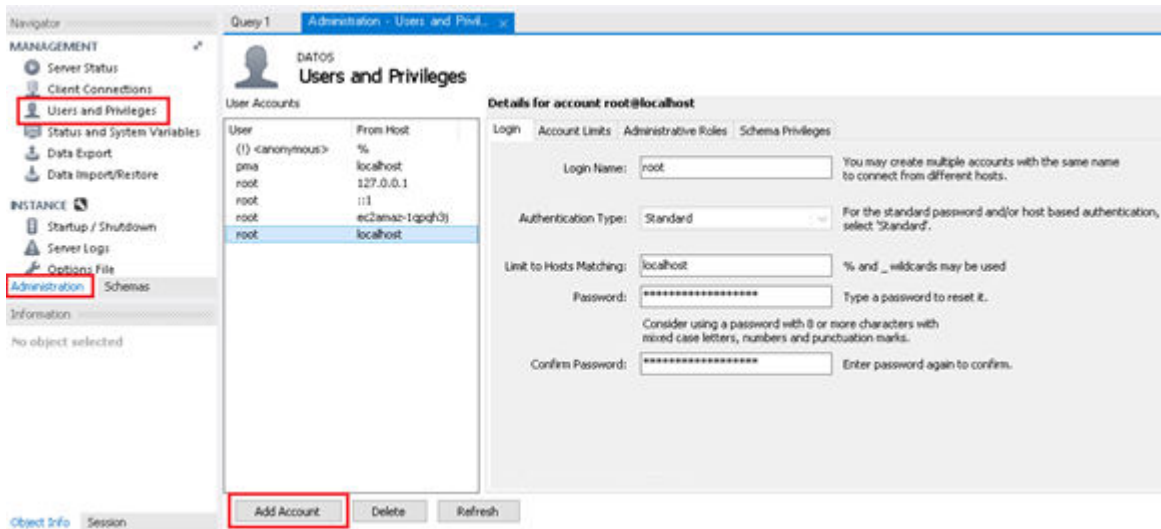 Navigator
MANAGEMENT
Server Status
Client Connections
Users and Privileges
Status and System Variables
Data Export
Data Import/Restore
INSTANCE
Startup / Shutdown
Server Logs
Options File
Administration Schemas
Information
No object selected
Object Info Session
Query 1 Administration - Users and Privil..
DATOS
Users and Privileges
User Accounts
User From Host
(!) <anonymous> %
pma localhost
root 127.0.0.1
root ::1
root ec2amaz-1qpqh3j
root localhost
Add Account Delete Refresh
Details for account root@localhost
Login Account Limits Administrative Roles Schema Privileges
Login Name: root You may create multiple accounts with the same name
to connect from different hosts.
Authentication Type: Standard For the standard password and/or host based authentication,
select 'Standard'.
Limit to Hosts Matching: localhost % and _ wildcards may be used
Password: ****************** Type a password to reset it.
Consider using a password with 8 or more characters with
mixed case letters, numbers and punctuation marks.
Confirm Password: ****************** Enter password again to confirm.